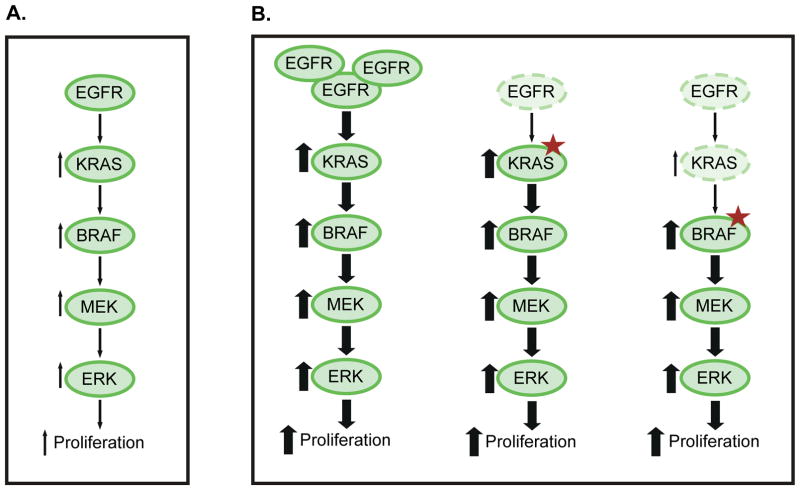 A.
EGFR
KRAS
BRAF
MEK
ERK
Proliferation
B.
EGFR
EGFR
EGFR
KRAS
BRAF
MEK
ERK
Proliferation
EGFR
KRAS
BRAF
MEK
ERK
Proliferation
EGFR
KRAS
BRAF
MEK
ERK
Proliferation